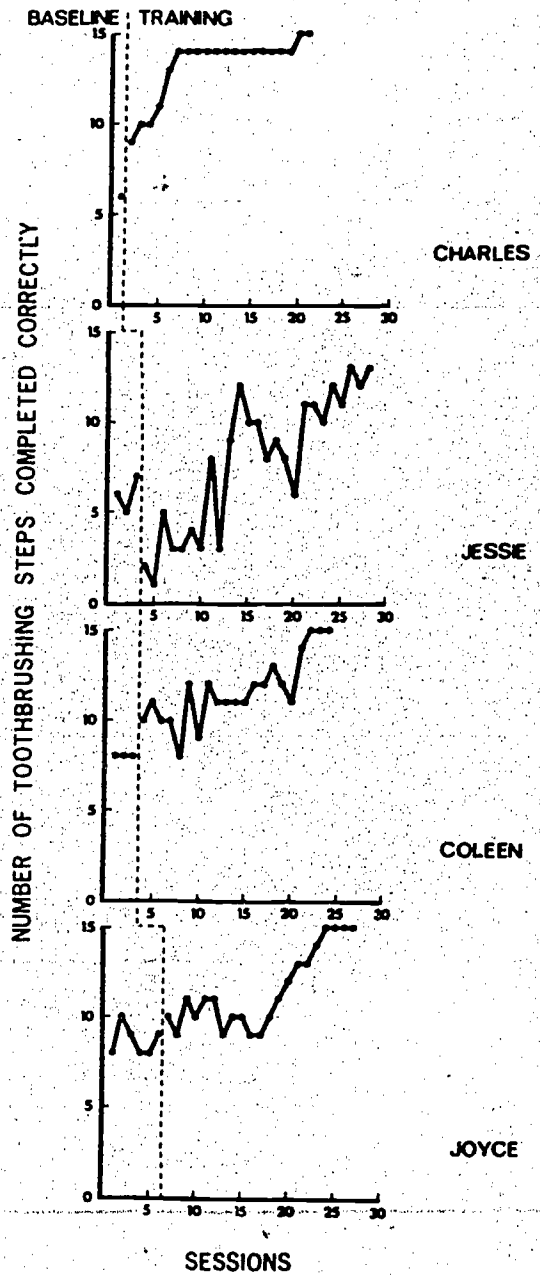 BASELINE TRAINING
15
10
5
0
5 10 15 20 25 30
CHARLES
15
10
5
0
5 10 15 20 25 30
JESSIE
15
10
5
0
5 10 15 20 25 30
COLEEN
15
10
5
0
5 10 15 20 25 30
JOYCE
NUMBER OF TOOTHBRUSHING STEPS COMPLETED CORRECTLY
SESSIONS